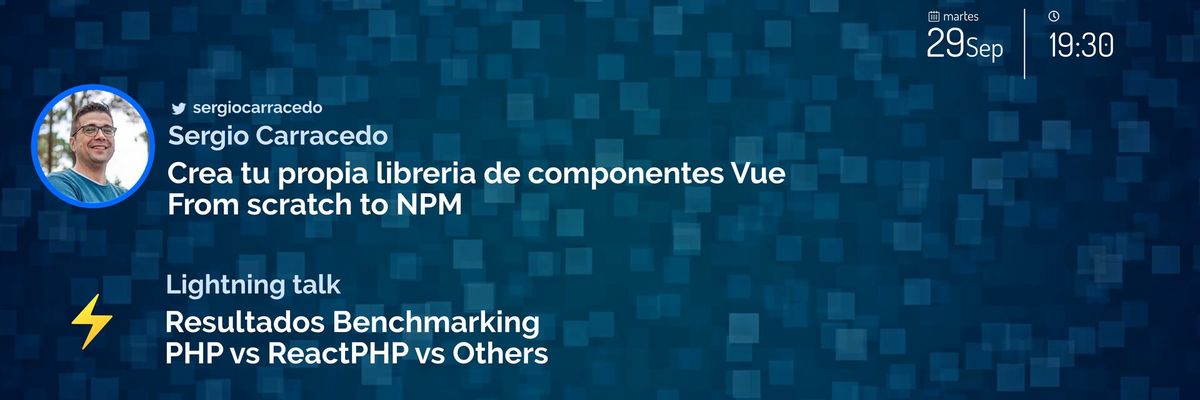 martes
29Sep
19:30
sergiocarracedo
Sergio Carracedo
Crea tu propia libreria de componentes Vue
From scratch to NPM
Lightning talk
Resultados Benchmarking
PHP vs ReactPHP vs Others